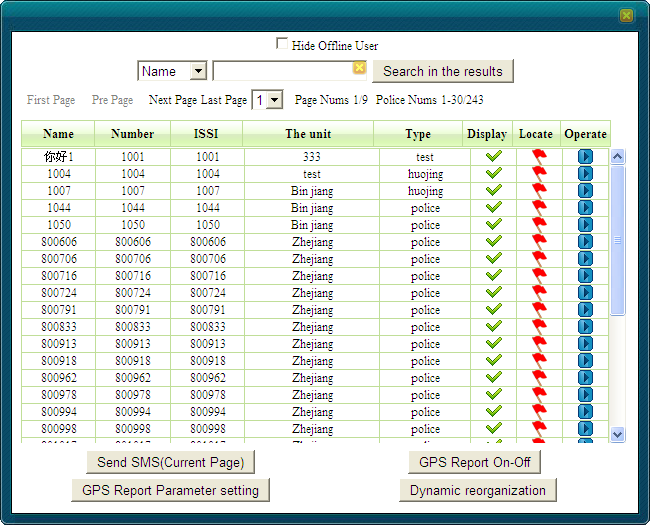 Hide Offline User
Name Search in the results
First Page Pre Page Next Page Last Page 1 Page Nums 1/9 Police Nums 1-30/243
Name Number ISSI The unit Type Display Locate Operate
你好1 1001 1001 333 test
1004 1004 1004 test huojing
1007 1007 1007 Bin jiang huojing
1044 1044 1044 Bin jiang police
1050 1050 1050 Bin jiang police
800606 800606 800606 Zhejiang police
800706 800706 800706 Zhejiang police
800716 800716 800716 Zhejiang police
800724 800724 800724 Zhejiang police
800791 800791 800791 Zhejiang police
800833 800833 800833 Zhejiang police
800913 800913 800913 Zhejiang police
800918 800918 800918 Zhejiang police
800962 800962 800962 Zhejiang police
800978 800978 800978 Zhejiang police
800994 800994 800994 Zhejiang police
800998 800998 800998 Zhejiang police
Send SMS(Current Page) GPS Report On-Off
GPS Report Parameter setting Dynamic reorganization